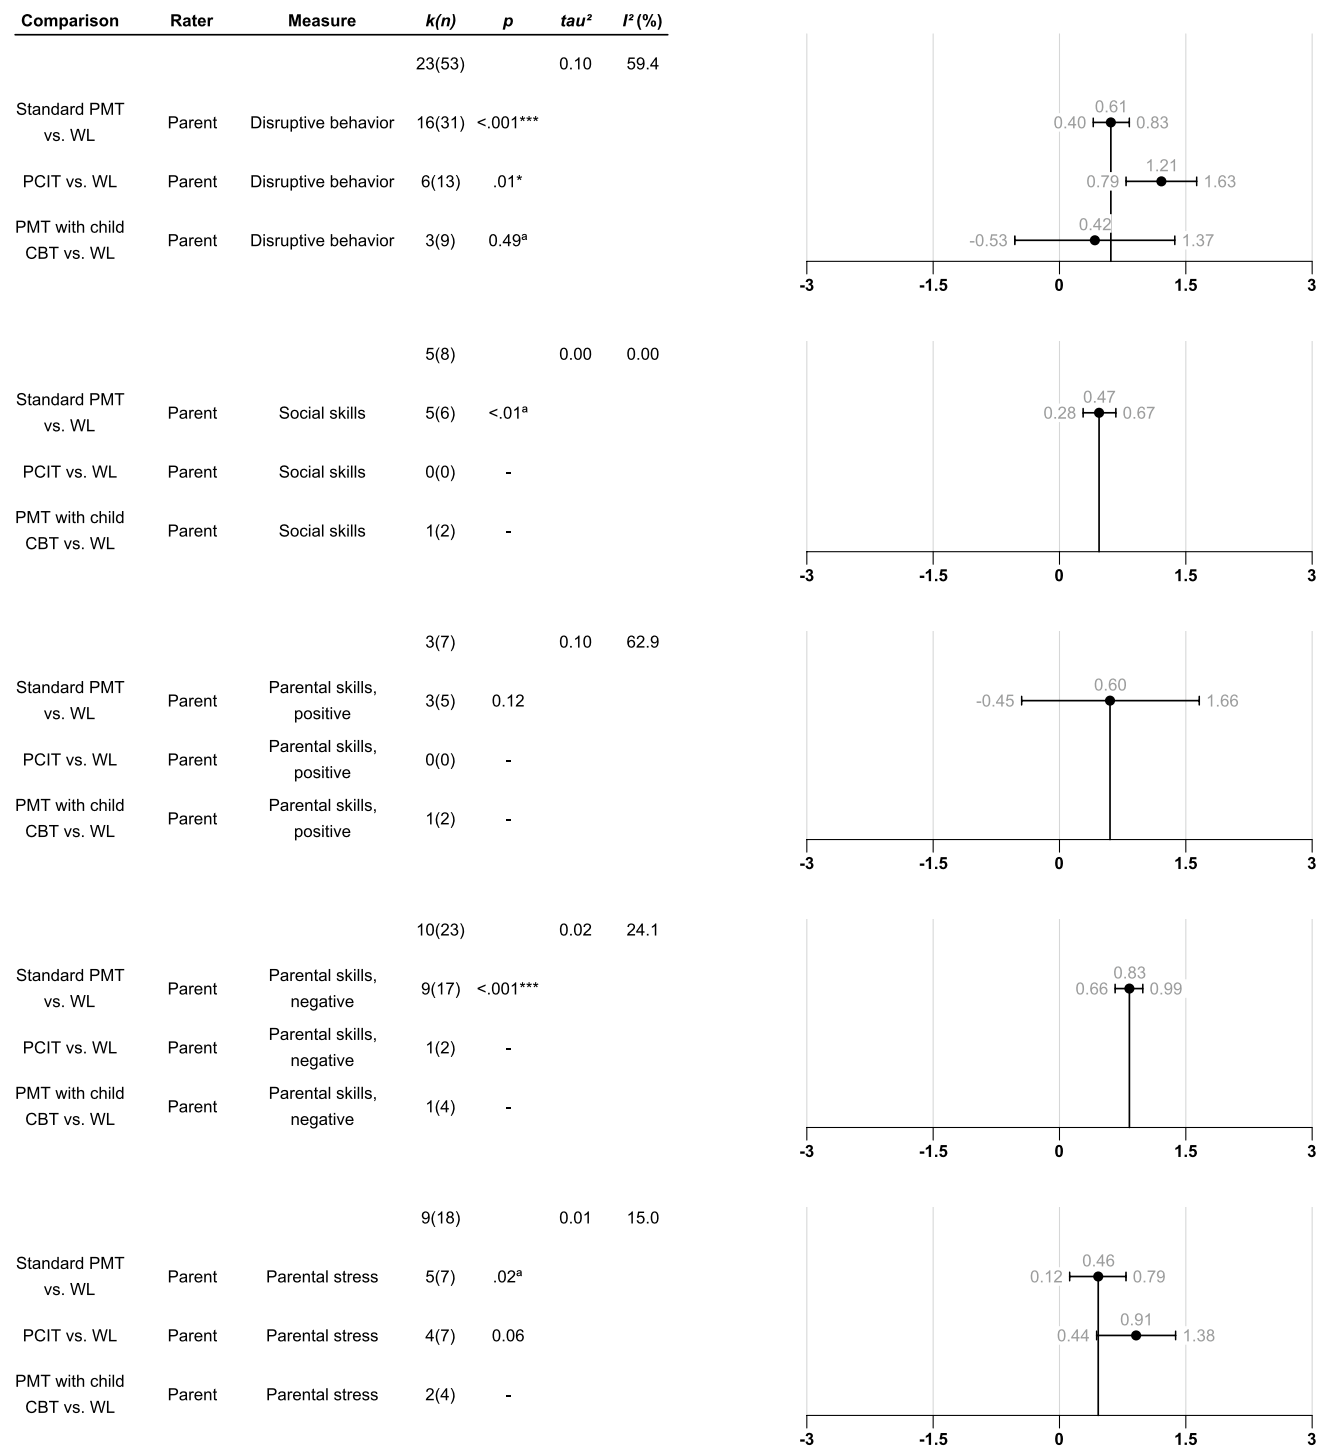 Comparison Rater Measure k(n) p tau² I² (%)
23(53) 0.10 59.4
Standard PMT
vs. WL Parent Disruptive behavior 16(31) <.001***
0.61
0.40 0.83
PCIT vs. WL Parent Disruptive behavior 6(13) .01*
1.21
0.79 1.63
PMT with child
CBT vs. WL Parent Disruptive behavior 3(9) 0.49ª
0.42
-0.53 1.37
-3 -1.5 0 1.5 3
5(8) 0.00 0.00
Standard PMT
vs. WL Parent Social skills 5(6) <.01ª
0.47
0.28 0.67
PCIT vs. WL Parent Social skills 0(0) -
PMT with child
CBT vs. WL Parent Social skills 1(2) -
-3 -1.5 0 1.5 3
3(7) 0.10 62.9
Standard PMT Parental skills,
vs. WL Parent positive 3(5) 0.12
0.60
-0.45 1.66
Parental skills,
PCIT vs. WL Parent positive 0(0) -
PMT with child Parental skills,
CBT vs. WL Parent positive 1(2) -
-3 -1.5 0 1.5 3
10(23) 0.02 24.1
Standard PMT Parental skills,
vs. WL Parent negative 9(17) <.001***
0.83
0.66 0.99
Parental skills,
PCIT vs. WL Parent negative 1(2) -
PMT with child Parental skills,
CBT vs. WL Parent negative 1(4) -
-3 -1.5 0 1.5 3
9(18) 0.01 15.0
Standard PMT
vs. WL Parent Parental stress 5(7) .02ª
0.46
0.12 0.79
PCIT vs. WL Parent Parental stress 4(7) 0.06
0.91
0.44 1.38
PMT with child
CBT vs. WL Parent Parental stress 2(4) -
-3 -1.5 0 1.5 3